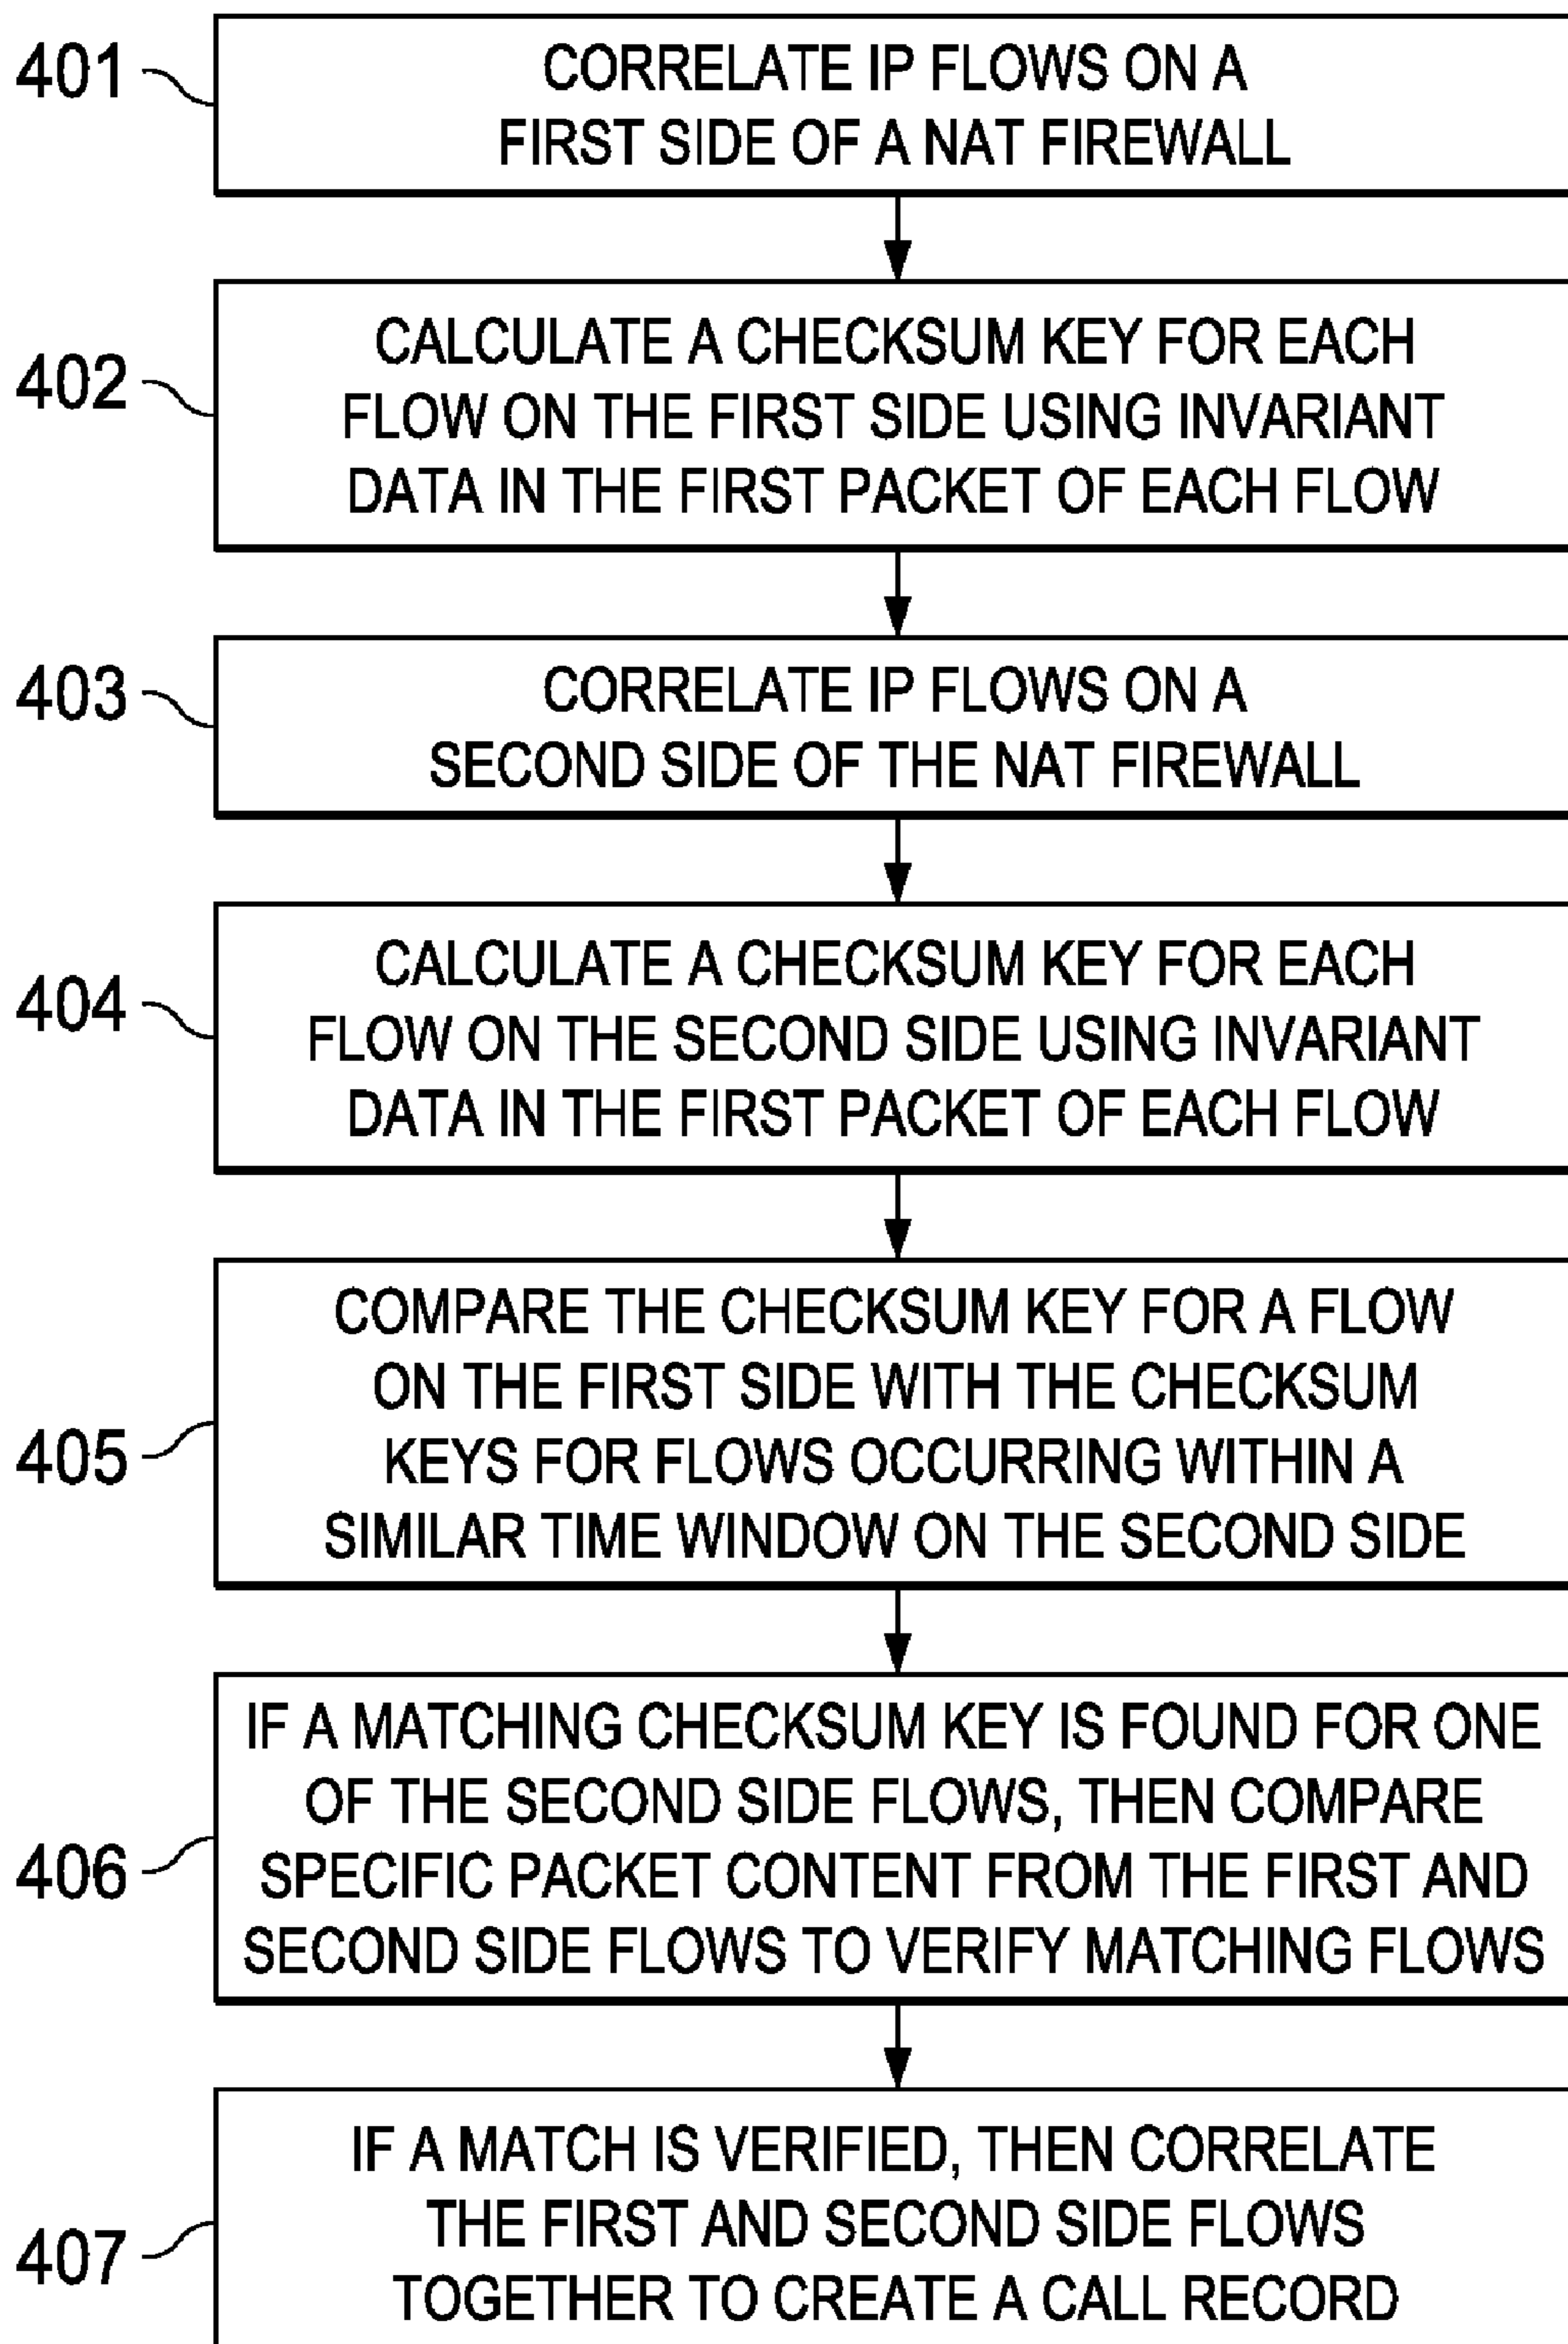 401
CORRELATE IP FLOWS ON A
FIRST SIDE OF A NAT FIREWALL
402
CALCULATE A CHECKSUM KEY FOR EACH
FLOW ON THE FIRST SIDE USING INVARIANT
DATA IN THE FIRST PACKET OF EACH FLOW
403
CORRELATE IP FLOWS ON A
SECOND SIDE OF THE NAT FIREWALL
404
CALCULATE A CHECKSUM KEY FOR EACH
FLOW ON THE SECOND SIDE USING INVARIANT
DATA IN THE FIRST PACKET OF EACH FLOW
405
COMPARE THE CHECKSUM KEY FOR A FLOW
ON THE FIRST SIDE WITH THE CHECKSUM
KEYS FOR FLOWS OCCURRING WITHIN A
SIMILAR TIME WINDOW ON THE SECOND SIDE
406
IF A MATCHING CHECKSUM KEY IS FOUND FOR ONE
OF THE SECOND SIDE FLOWS, THEN COMPARE
SPECIFIC PACKET CONTENT FROM THE FIRST AND
SECOND SIDE FLOWS TO VERIFY MATCHING FLOWS
407
IF A MATCH IS VERIFIED, THEN CORRELATE
THE FIRST AND SECOND SIDE FLOWS
TOGETHER TO CREATE A CALL RECORD